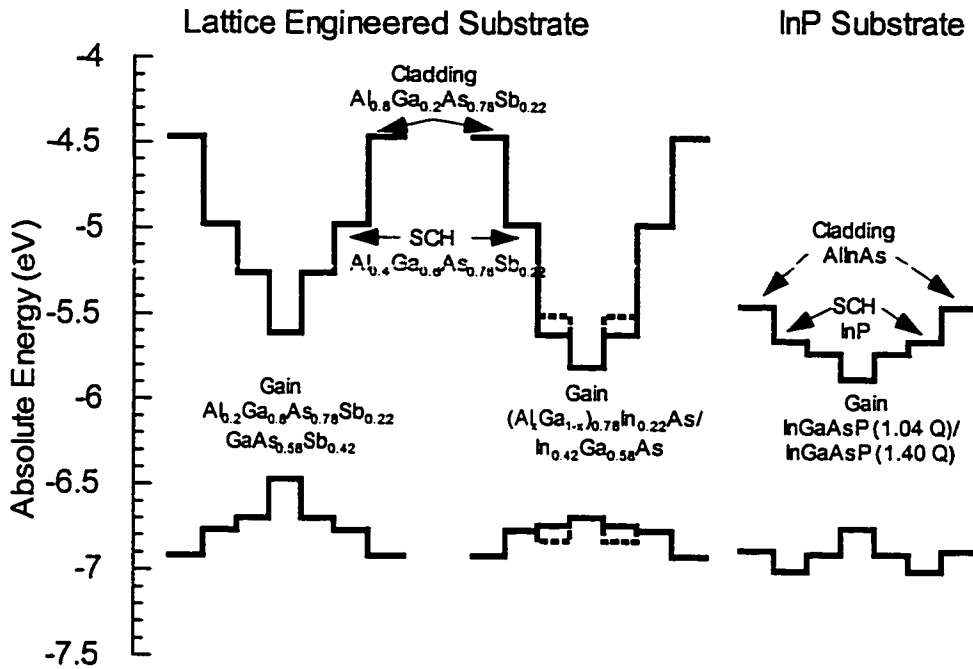 Lattice Engineered Substrate
InP Substrate
Absolute Energy (eV)
-4
-4.5
-5
-5.5
-6
-6.5
-7
-7.5
Cladding
Al0.8Ga0.2As0.78Sb0.22
SCH
Al0.4Ga0.6As0.78Sb0.22
Gain
Al0.2Ga0.8As0.78Sb0.22
GaAs0.58Sb0.42
Gain
(AlxGa1-x)0.78In0.22As/
In0.42Ga0.58As
Cladding
AlInAs
SCH
InP
Gain
InGaAsP (1.04 Q)/
InGaAsP (1.40 Q)